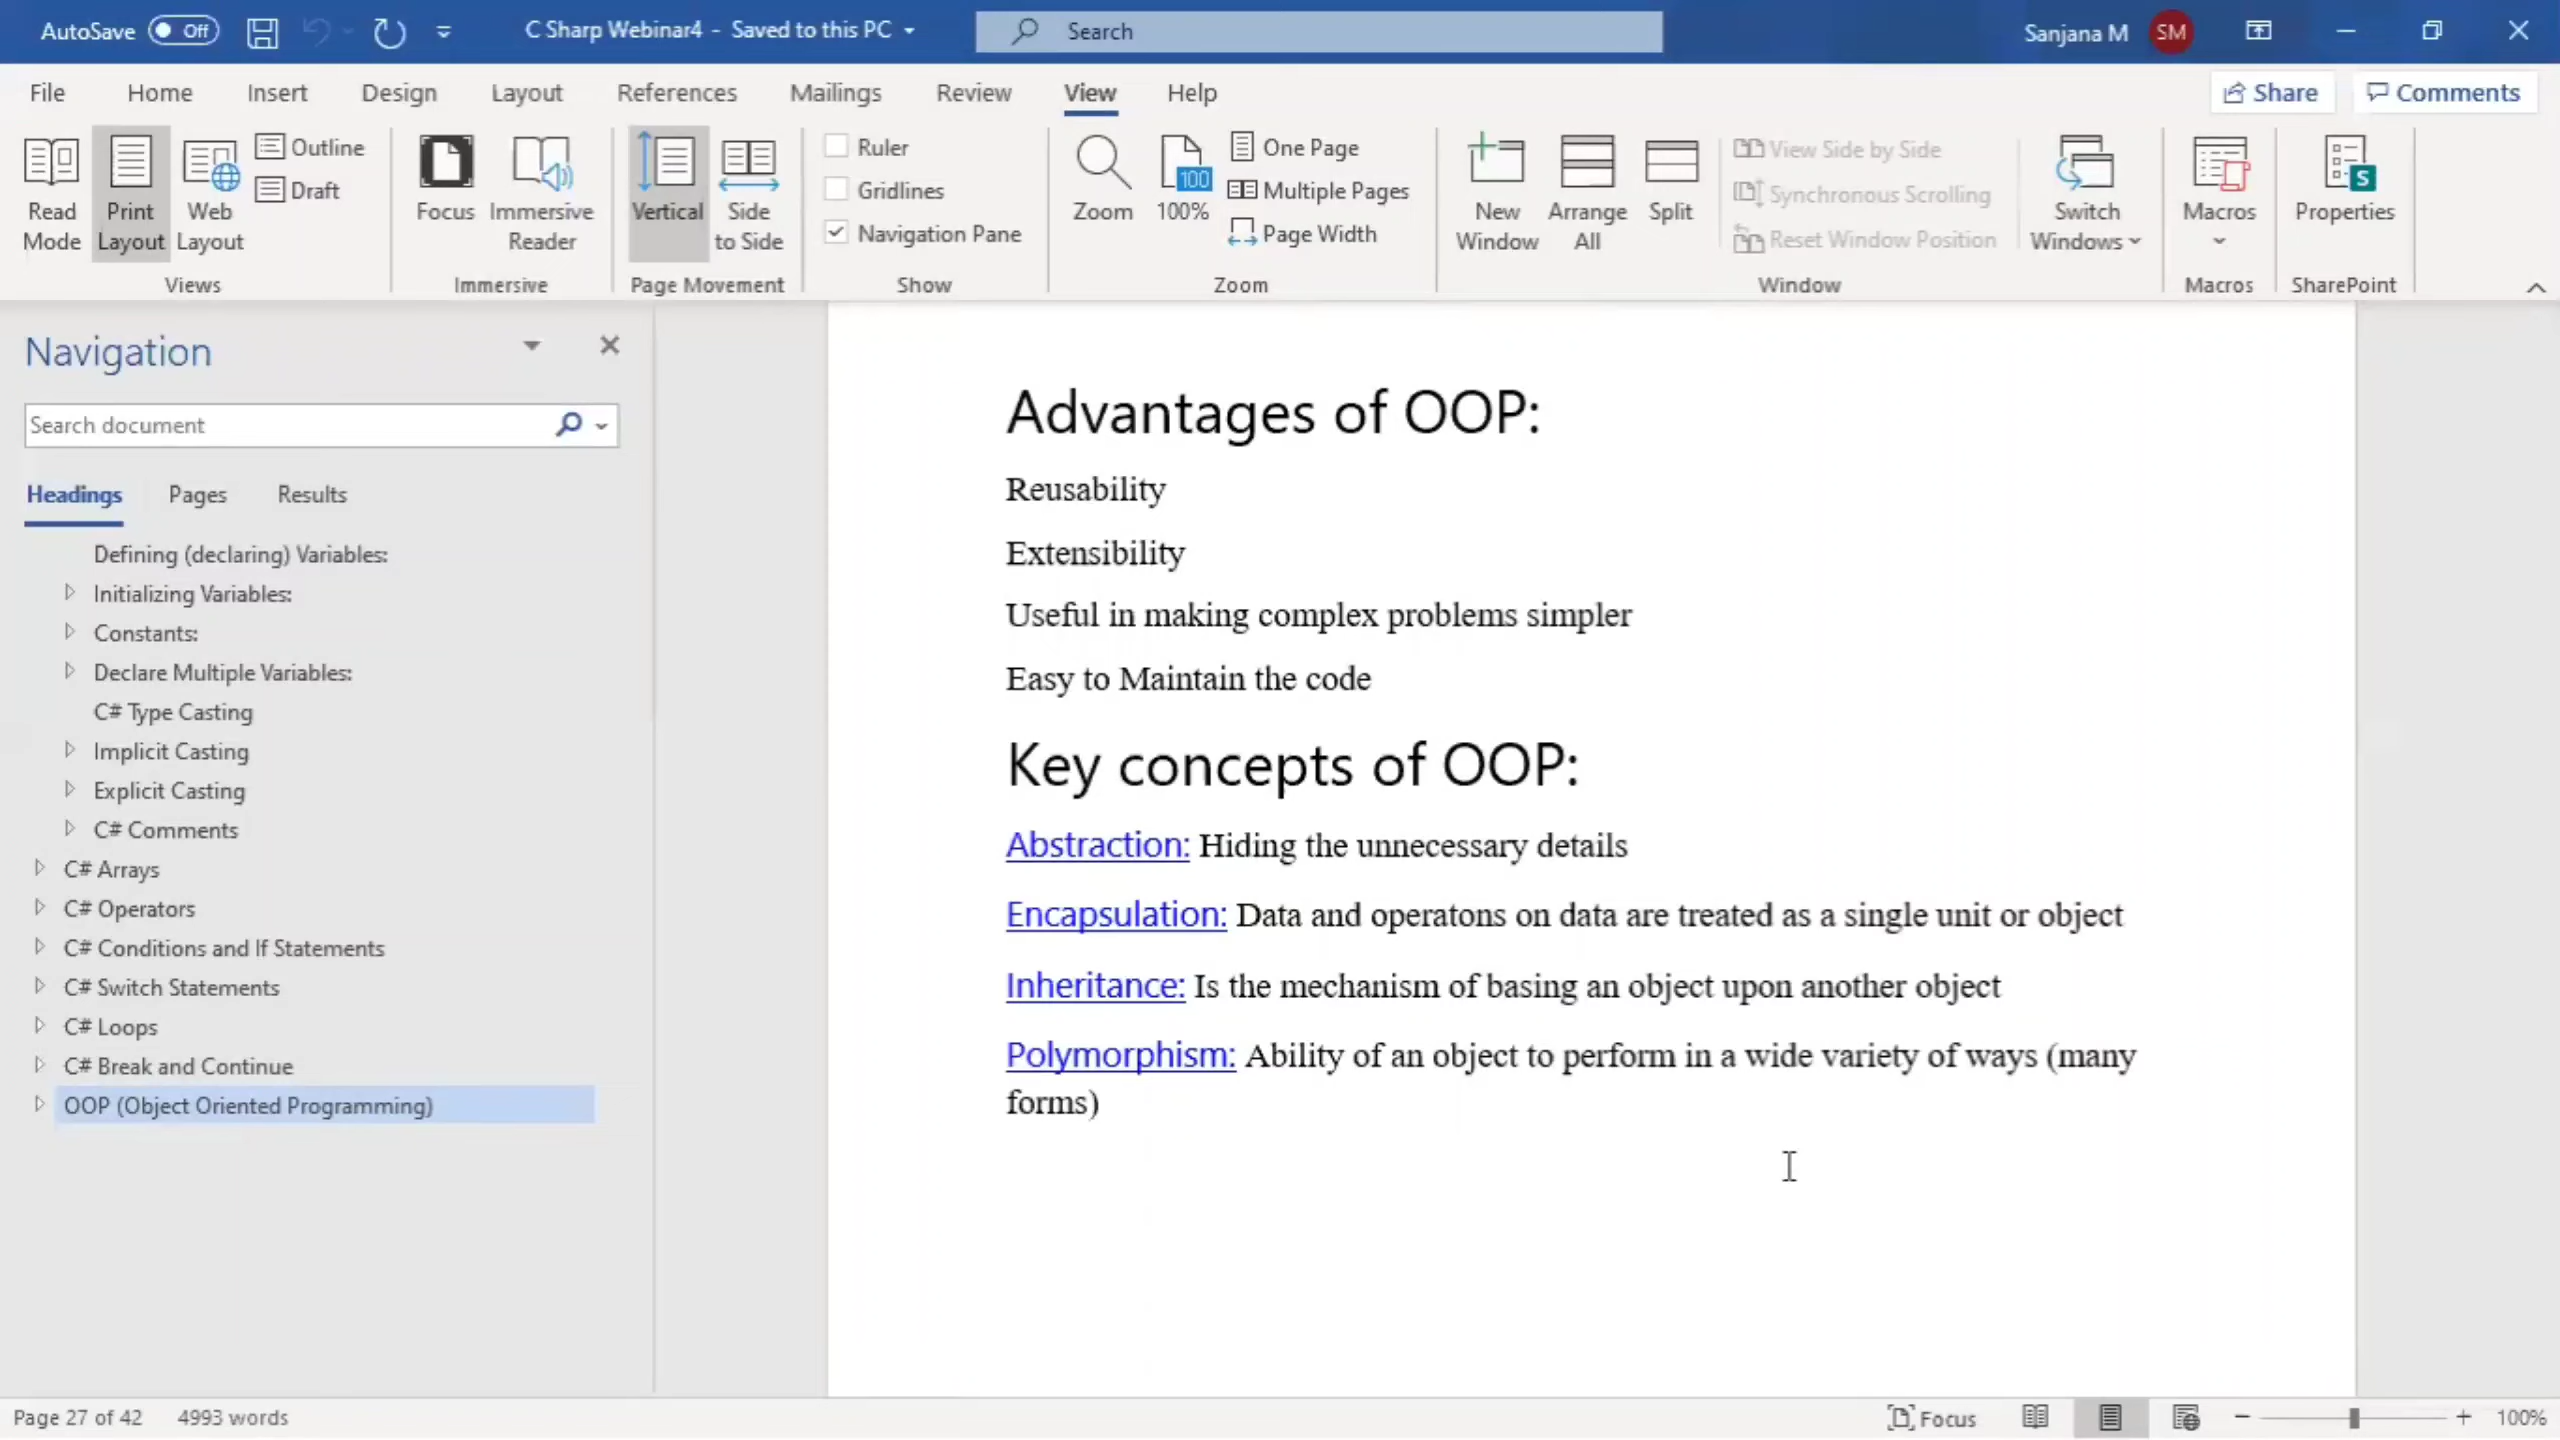 AutoSave Off C Sharp Webinar4 - Saved to this PC Search Sanjana M SM
File Home Insert Design Layout References Mailings Review View Help Share Comments
Read Mode
Print Layout
Web Layout
Outline
Draft
Views
Focus
Immersive Reader
Immersive
Vertical
Side to Side
Page Movement
Ruler
Gridlines
Navigation Pane
Show
Zoom
100
100%
One Page
Multiple Pages
Page Width
Zoom
New Window
Arrange All
Split
View Side by Side
Synchronous Scrolling
Reset Window Position
Window
Switch Windows
Macros
Macros
S
Properties
SharePoint
Navigation
Search document
Headings Pages Results
Defining (declaring) Variables:
Initializing Variables:
Constants:
Declare Multiple Variables:
C# Type Casting
Implicit Casting
Explicit Casting
C# Comments
C# Arrays
C# Operators
C# Conditions and If Statements
C# Switch Statements
C# Loops
C# Break and Continue
OOP (Object Oriented Programming)
Advantages of OOP:
Reusability
Extensibility
Useful in making complex problems simpler
Easy to Maintain the code
Key concepts of OOP:
Abstraction: Hiding the unnecessary details
Encapsulation: Data and operatons on data are treated as a single unit or object
Inheritance: Is the mechanism of basing an object upon another object
Polymorphism: Ability of an object to perform in a wide variety of ways (many
forms)
Page 27 of 42 4993 words Focus 100%